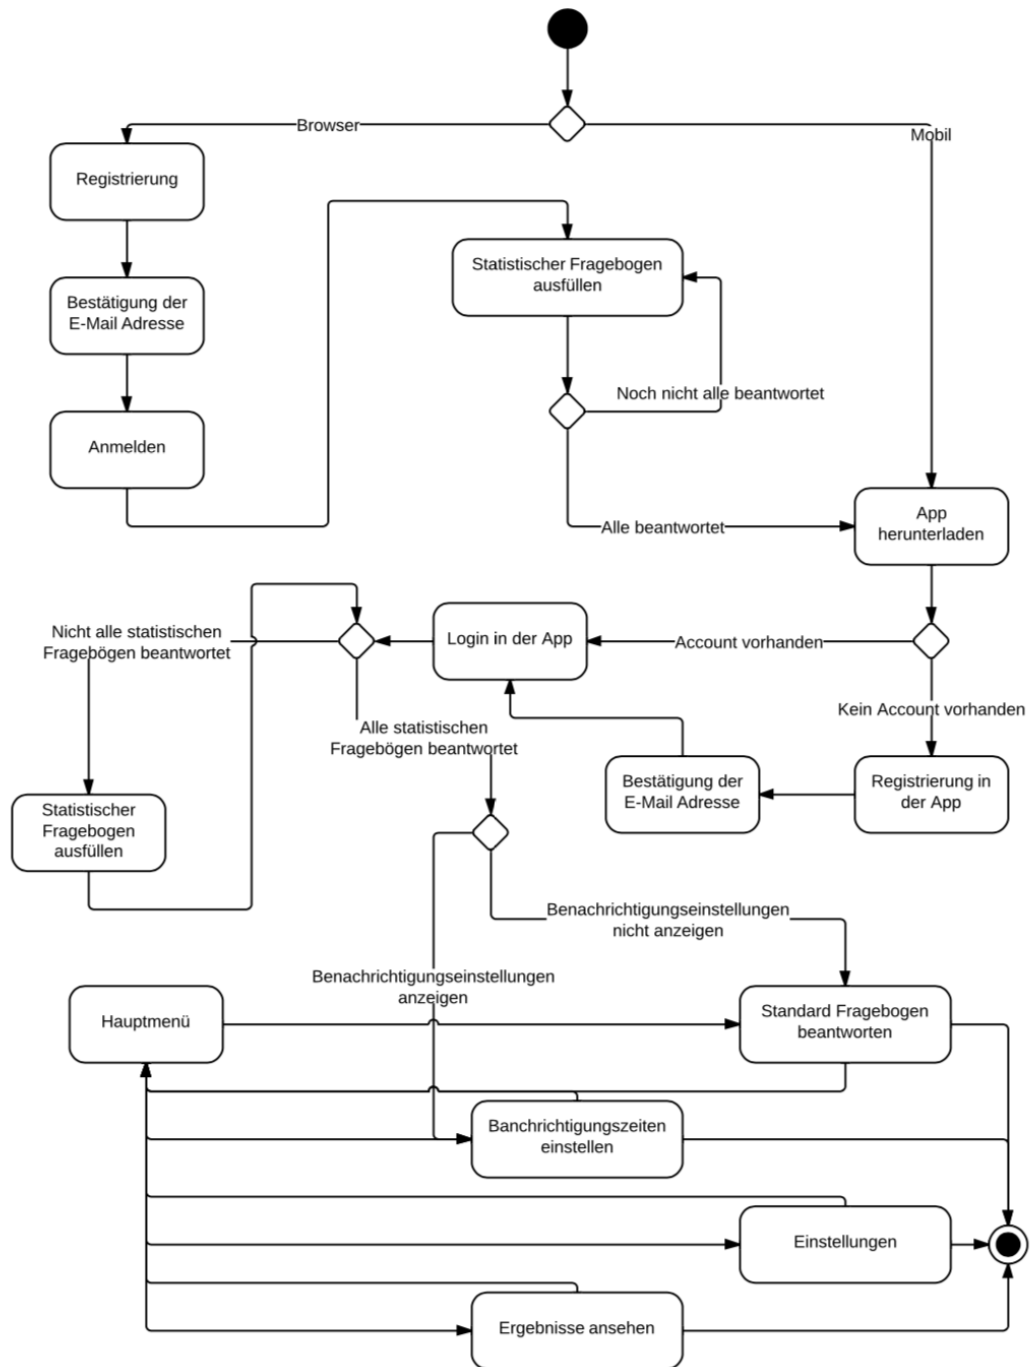 Browser
Mobil
Registrierung
Statistischer Fragebogen
ausfüllen
Bestätigung der
E-Mail Adresse
Noch nicht alle beantwortet
Anmelden
App
herunterladen
Alle beantwortet
Nicht alle statistischen
Fragebögen beantwortet
Login in der App
Account vorhanden
Kein Account vorhanden
Alle statistischen
Fragebögen beantwortet
Bestätigung der
E-Mail Adresse
Registrierung in
der App
Statistischer
Fragebogen
ausfüllen
Benachrichtigungseinstellungen
nicht anzeigen
Benachrichtigungseinstellungen
anzeigen
Hauptmenü
Standard Fragebogen
beantworten
Banchrichtigungszeiten
einstellen
Einstellungen
Ergebnisse ansehen